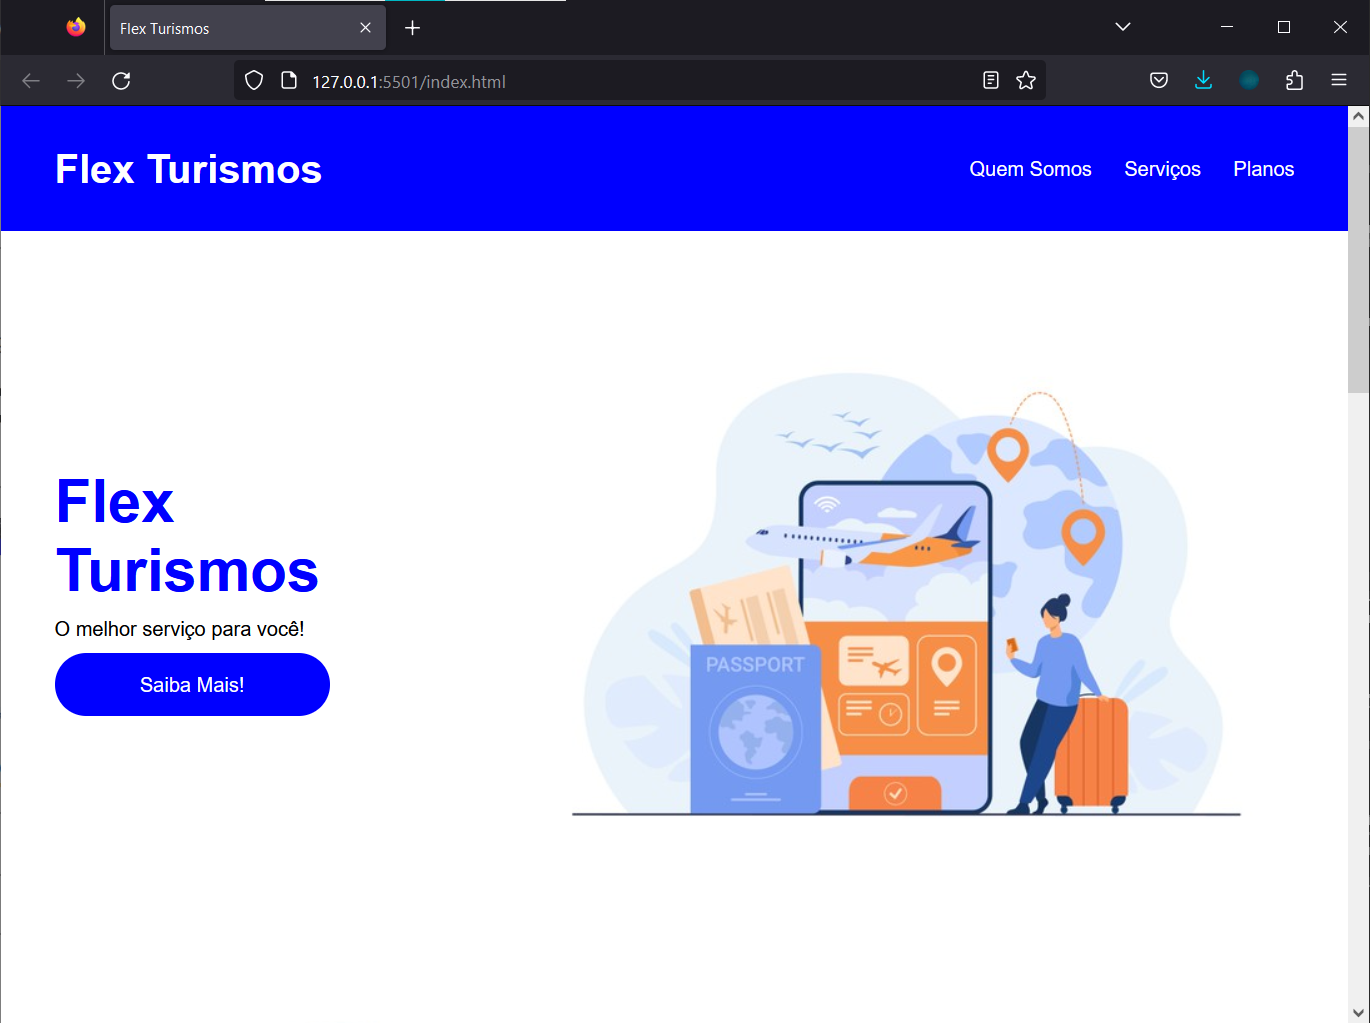 Flex Turismos
127.0.0.1:5501/index.html
Flex Turismos
Quem Somos
Serviços
Planos
Flex
Turismos
O melhor serviço para você!
Saiba Mais!
PASSPORT